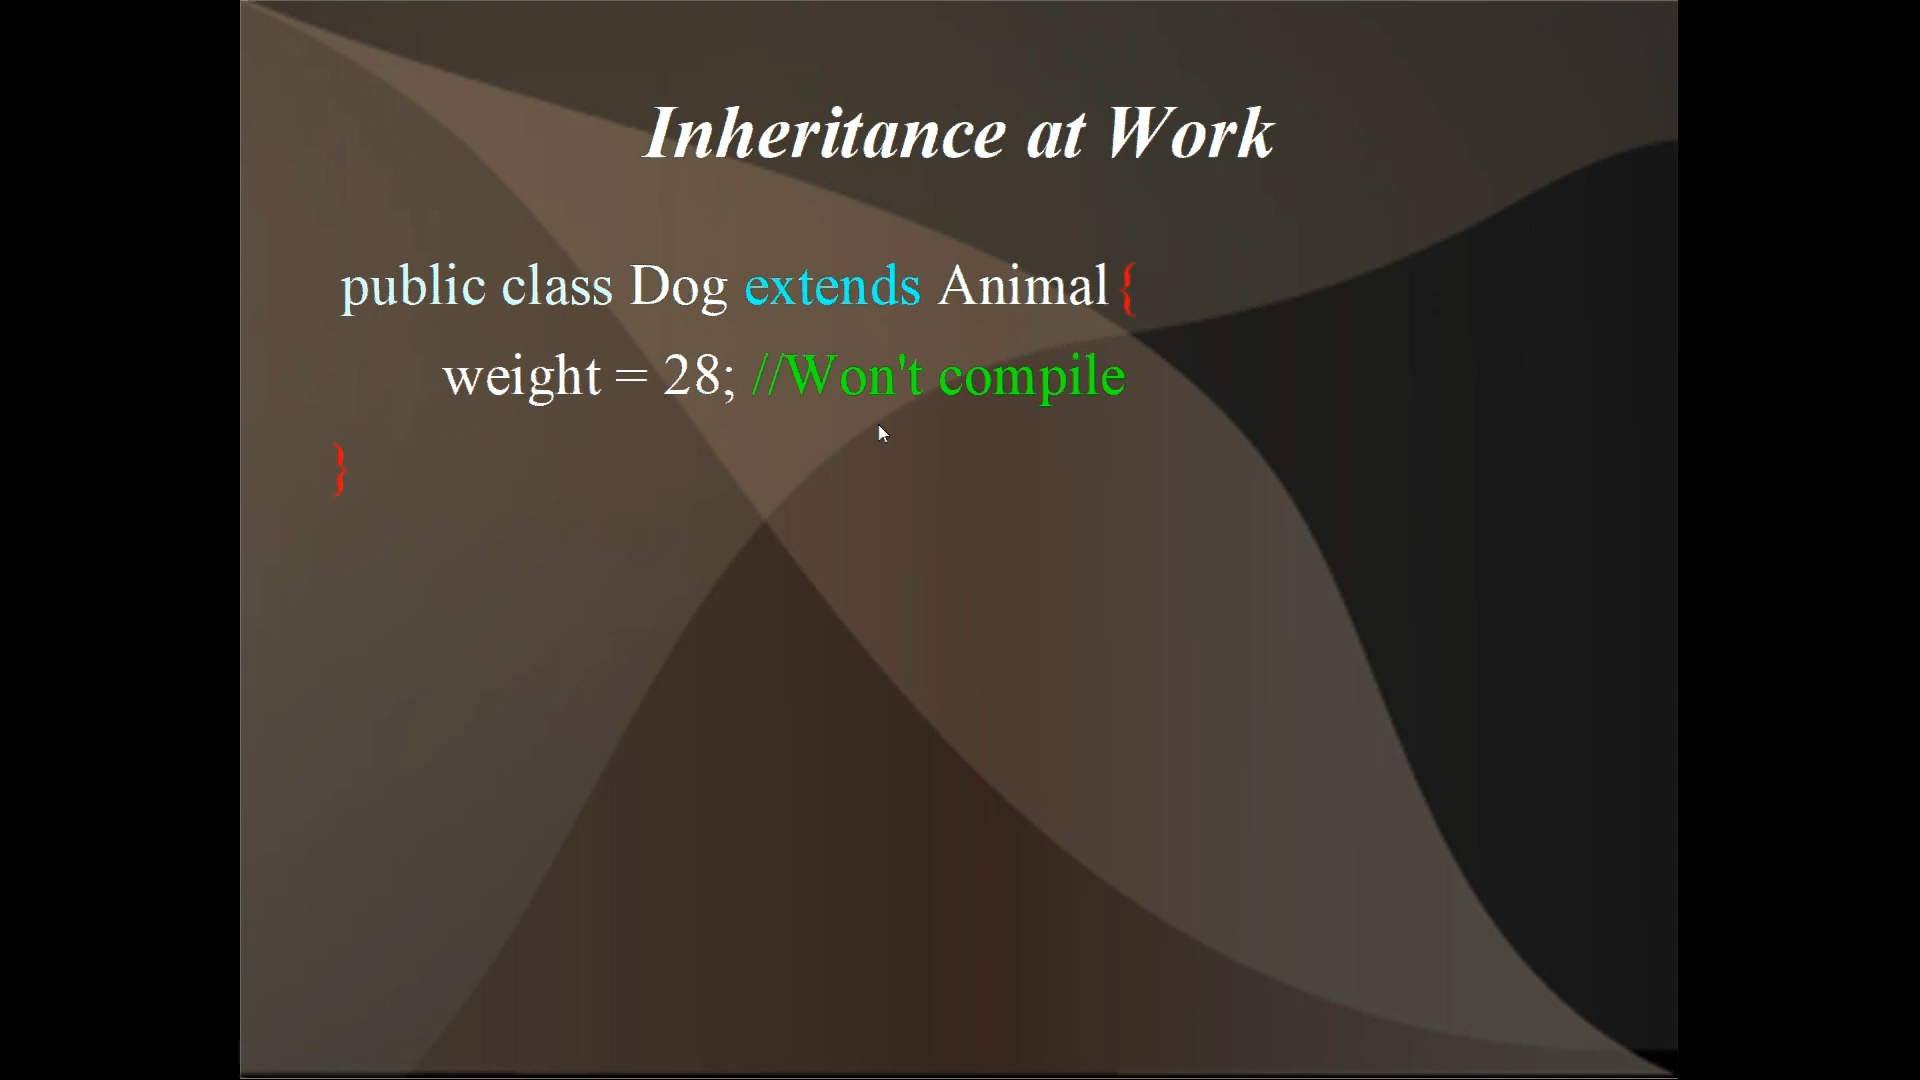 Inheritance at Work
public class Dog extends Animal{
weight = 28; //Won't compile
}